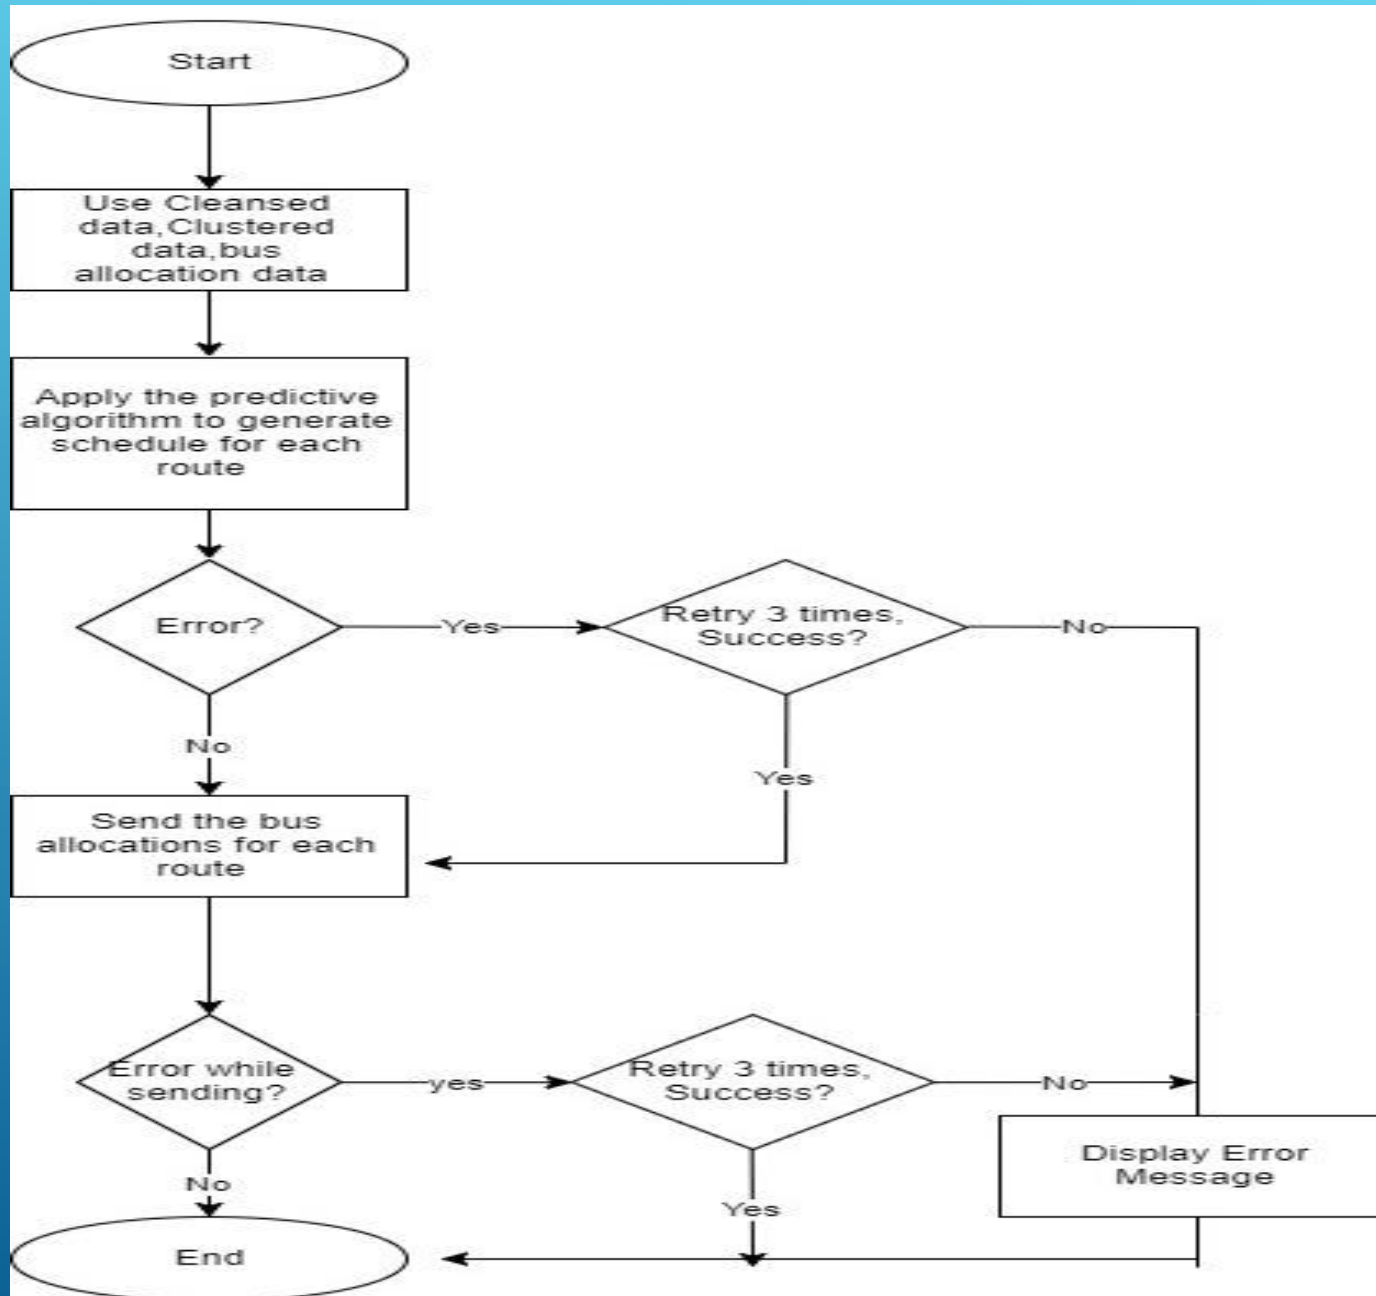 Start
Use Cleansed
data,Clustered
data,bus
allocation data
Apply the predictive
algorithm to generate
schedule for each
route
Error?
Yes
Retry 3 times,
Success?
No
No
Yes
Send the bus
allocations for each
route
Error while
sending?
yes
Retry 3 times,
Success?
No
Display Error
Message
No
Yes
End